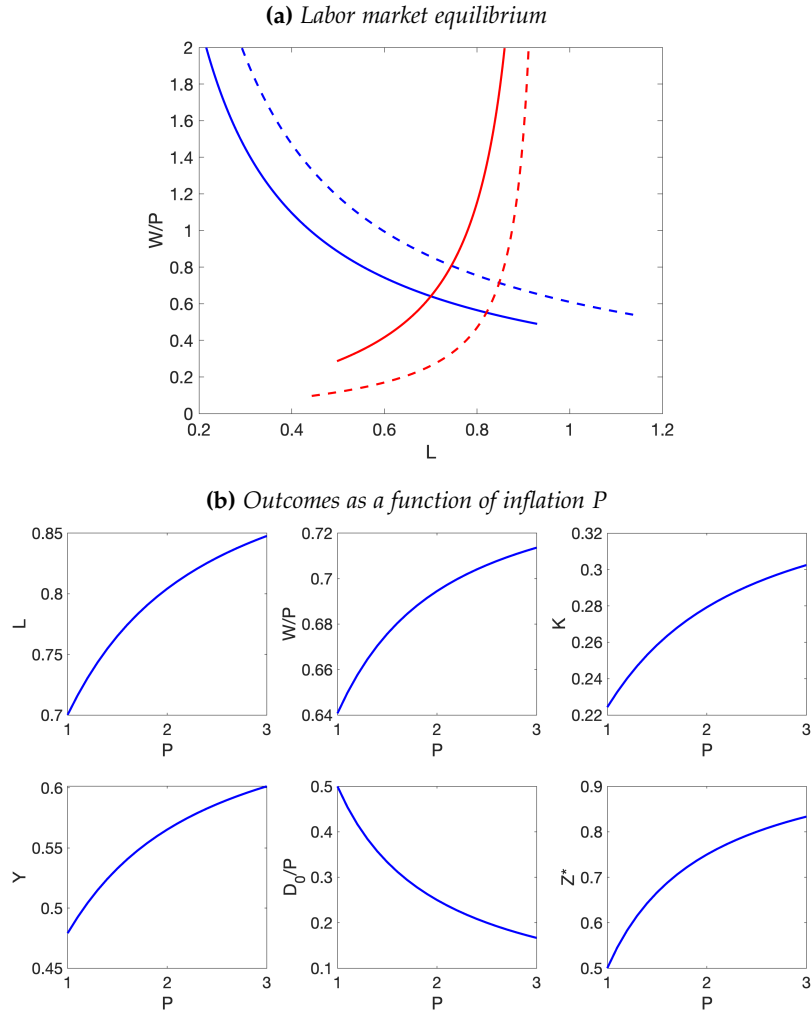 (a) Labor market equilibrium
2
1.8
1.6
1.4
1.2
1
0.8
0.6
0.4
0.2
0
W/P
0.2 0.4 0.6 0.8 1 1.2
L
(b) Outcomes as a function of inflation P
0.85
0.8
0.75
0.7
L
1 2 3
P
0.72
0.7
0.68
0.66
0.64
W/P
1 2 3
P
0.32
0.3
0.28
0.26
0.24
0.22
K
1 2 3
P
0.6
0.55
0.5
0.45
Y
1 2 3
P
0.5
0.4
0.3
0.2
0.1
D₀/P
1 2 3
P
0.9
0.8
0.7
0.6
0.5
Z*
1 2 3
P